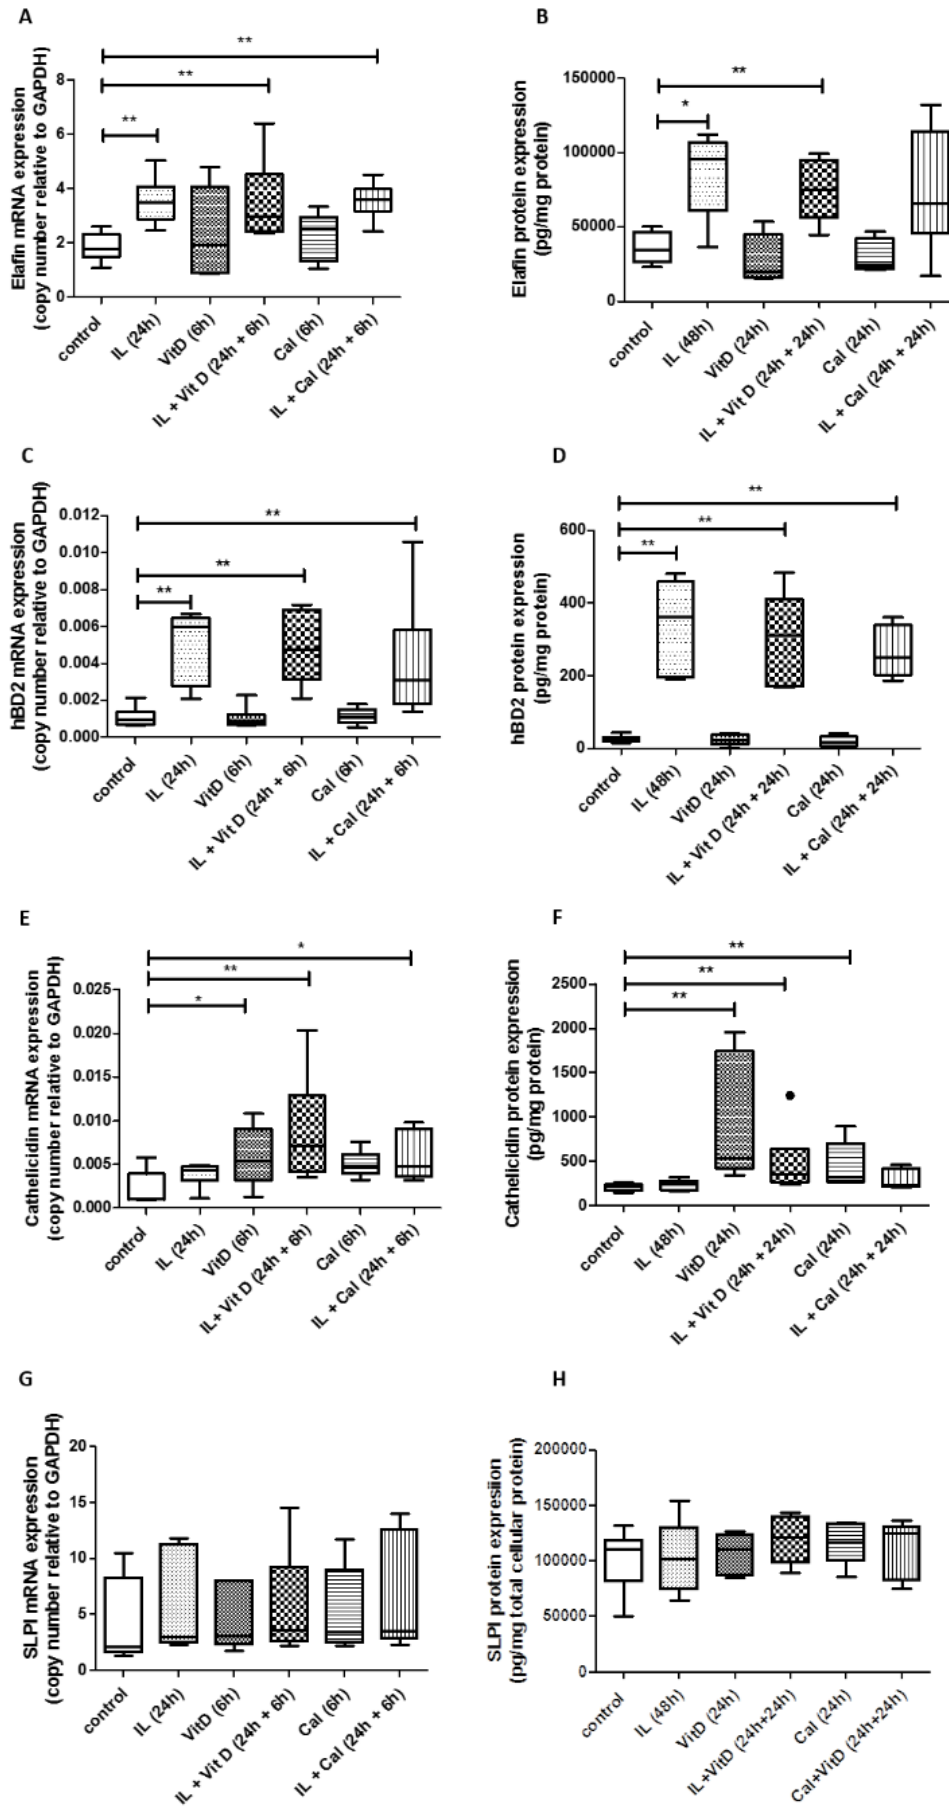 A
**
**
**
Elafin mRNA expression
(copy number relative to GAPDH)
8
6
4
2
0
control
IL (24h)
VitD (6h)
IL + Vit D (24h + 6h)
Cal (6h)
IL + Cal (24h + 6h)
B
**
*
Elafin protein expression
(pg/mg protein)
150000
100000
50000
0
control
IL (48h)
VitD (24h)
IL + Vit D (24h + 24h)
Cal (24h)
IL + Cal (24h + 24h)
C
**
**
**
hBD2 mRNA expression
(copy number relative to GAPDH)
0.012
0.010
0.008
0.006
0.004
0.002
0.000
control
IL (24h)
VitD (6h)
IL + Vit D (24h + 6h)
Cal (6h)
IL + Cal (24h + 6h)
D
**
**
**
hBD2 protein expression
(pg/mg protein)
600
400
200
0
control
IL (48h)
VitD (24h)
IL + Vit D (24h + 24h)
Cal (24h)
IL + Cal (24h + 24h)
E
*
**
*
Cathelicidin mRNA expression
(copy number relative to GAPDH)
0.025
0.020
0.015
0.010
0.005
0.000
control
IL (24h)
VitD (6h)
IL+ Vit D (24h + 6h)
Cal (6h)
IL + Cal (24h + 6h)
F
**
**
**
Cathelicidin protein expression
(pg/mg protein)
2500
2000
1500
1000
500
0
control
IL (48h)
VitD (24h)
IL + Vit D (24h + 24h)
Cal (24h)
IL + Cal (24h + 24h)
G
SLPI mRNA expression
(copy number relative to GAPDH)
20
15
10
5
0
control
IL (24h)
VitD (6h)
IL + Vit D (24h + 6h)
Cal (6h)
IL + Cal (24h + 6h)
H
SLPI protein expresiion
(pg/mg total cellular protein)
200000
150000
100000
50000
0
control
IL (48h)
VitD (24h)
IL+VitD (24h+24h)
Cal (24h)
Cal+VitD (24h+24h)